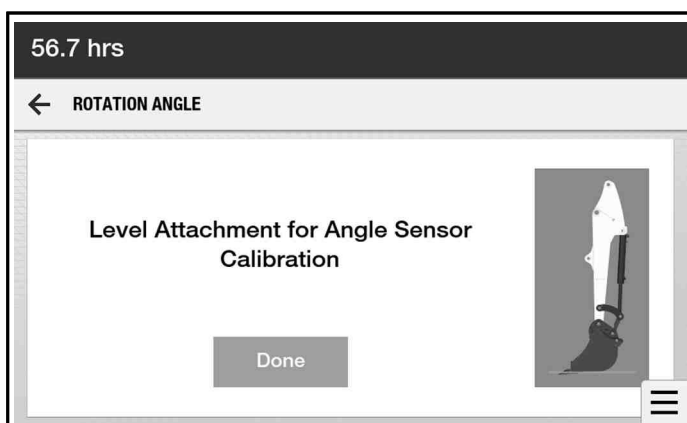 56.7 hrs
ROTATION ANGLE
Level Attachment for Angle Sensor
Calibration
Done